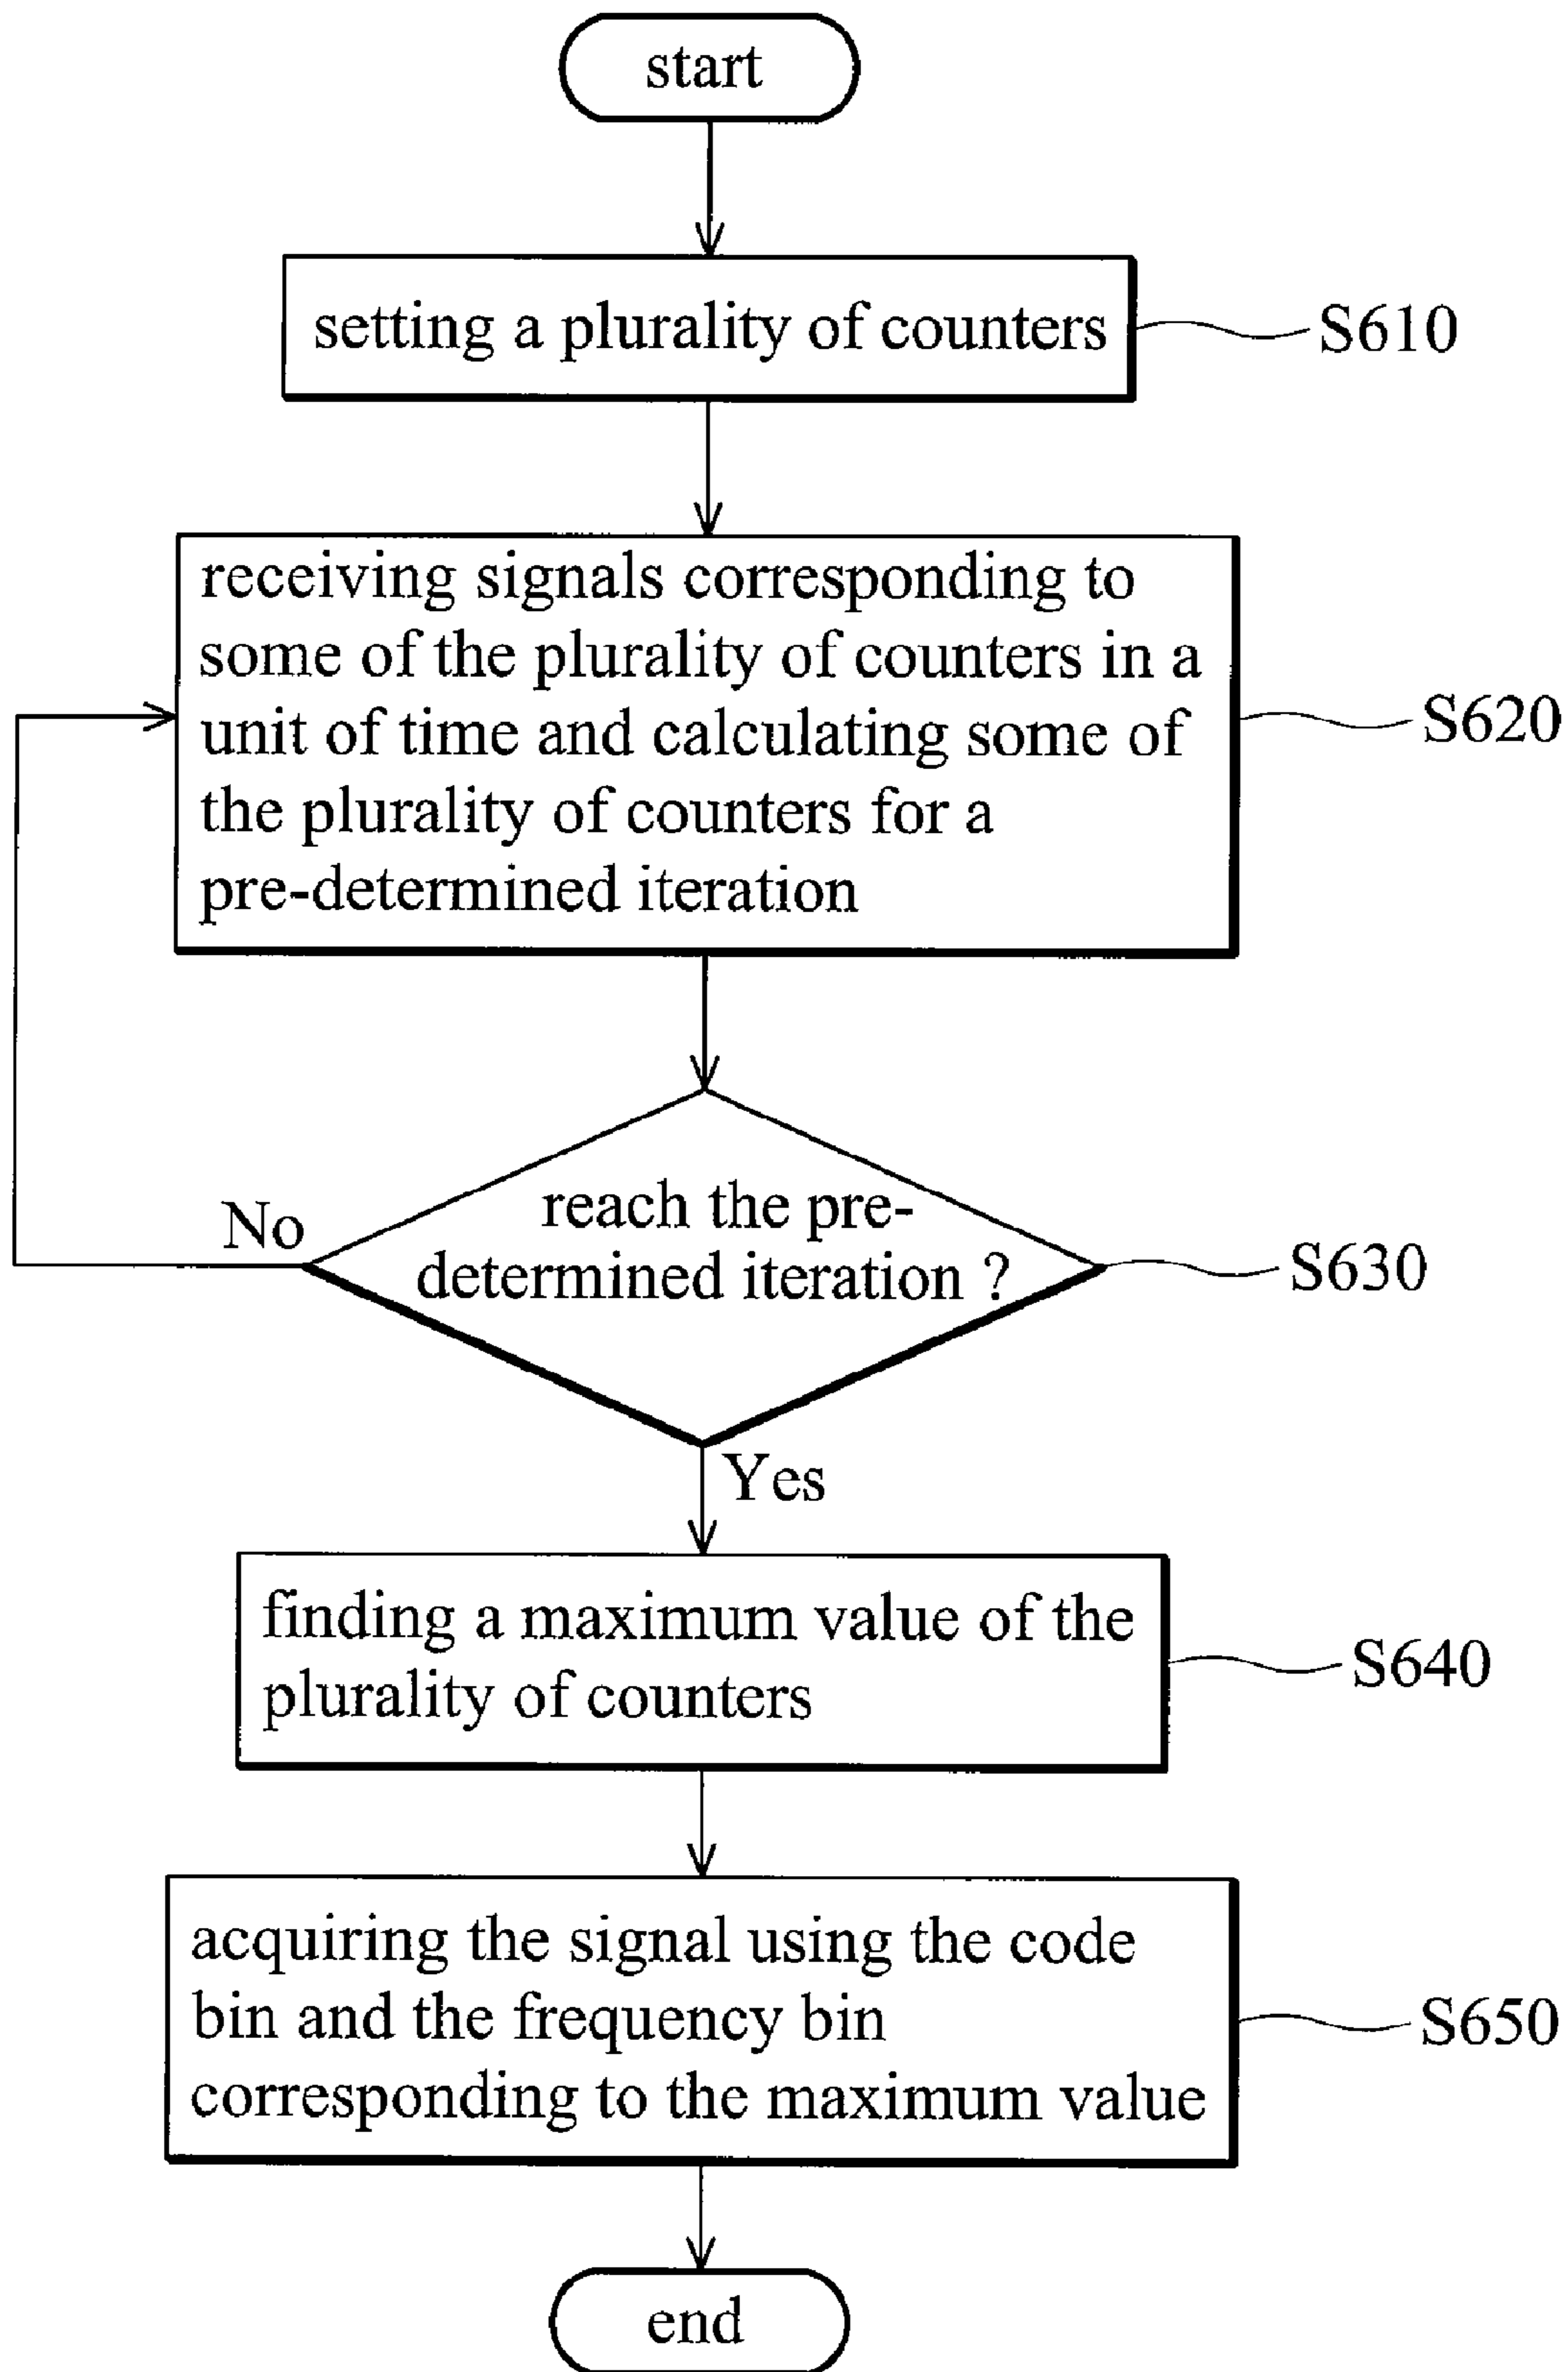 start
setting a plurality of counters
S610
receiving signals corresponding to
some of the plurality of counters in a
unit of time and calculating some of
the plurality of counters for a
pre-determined iteration
S620
reach the pre-
determined iteration ?
S630
No
Yes
finding a maximum value of the
plurality of counters
S640
acquiring the signal using the code
bin and the frequency bin
corresponding to the maximum value
S650
end